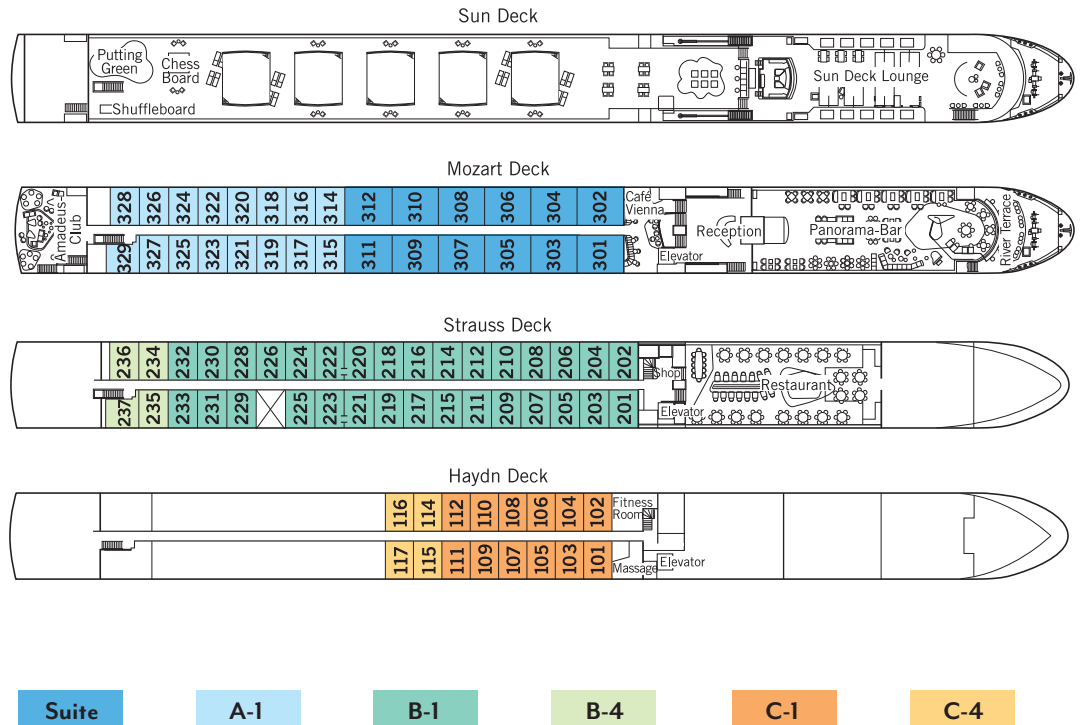 Sun Deck
Putting
Green
Chess
Board
Shuffleboard
Sun Deck Lounge
Mozart Deck
Amadeus-
Club
328 326 324 322 320 318 316 314 312 310 308 306 304 302
329 327 325 323 321 319 317 315 311 309 307 305 303 301
Café
Vienna
Elevator
Reception
Panorama-Bar
River Terrace
Strauss Deck
236 234 232 230 228 226 224 222 220 218 216 214 212 210 208 206 204 202
237 235 233 231 229 225 223 221 219 217 215 211 209 207 205 203 201
Shop
Elevator
Restaurant
Haydn Deck
116 114 112 110 108 106 104 102
117 115 111 109 107 105 103 101
Fitness
Room
Massage
Elevator
Suite
A-1
B-1
B-4
C-1
C-4